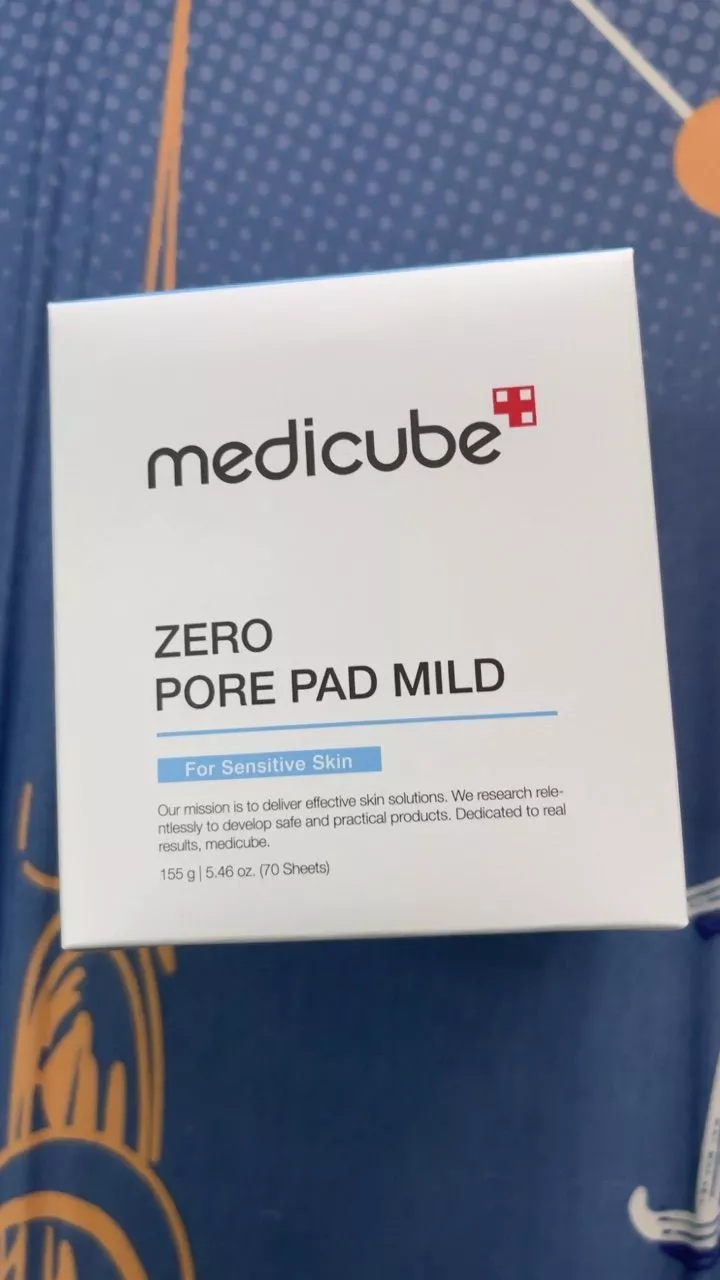 medicube
ZERO
PORE PAD MILD
For Sensitive Skin
Our mission is to deliver effective skin solutions. We research rele-
ntlessly to develop safe and practical products. Dedicated to real
results, medicube.
155 g | 5.46 oz. (70 Sheets)